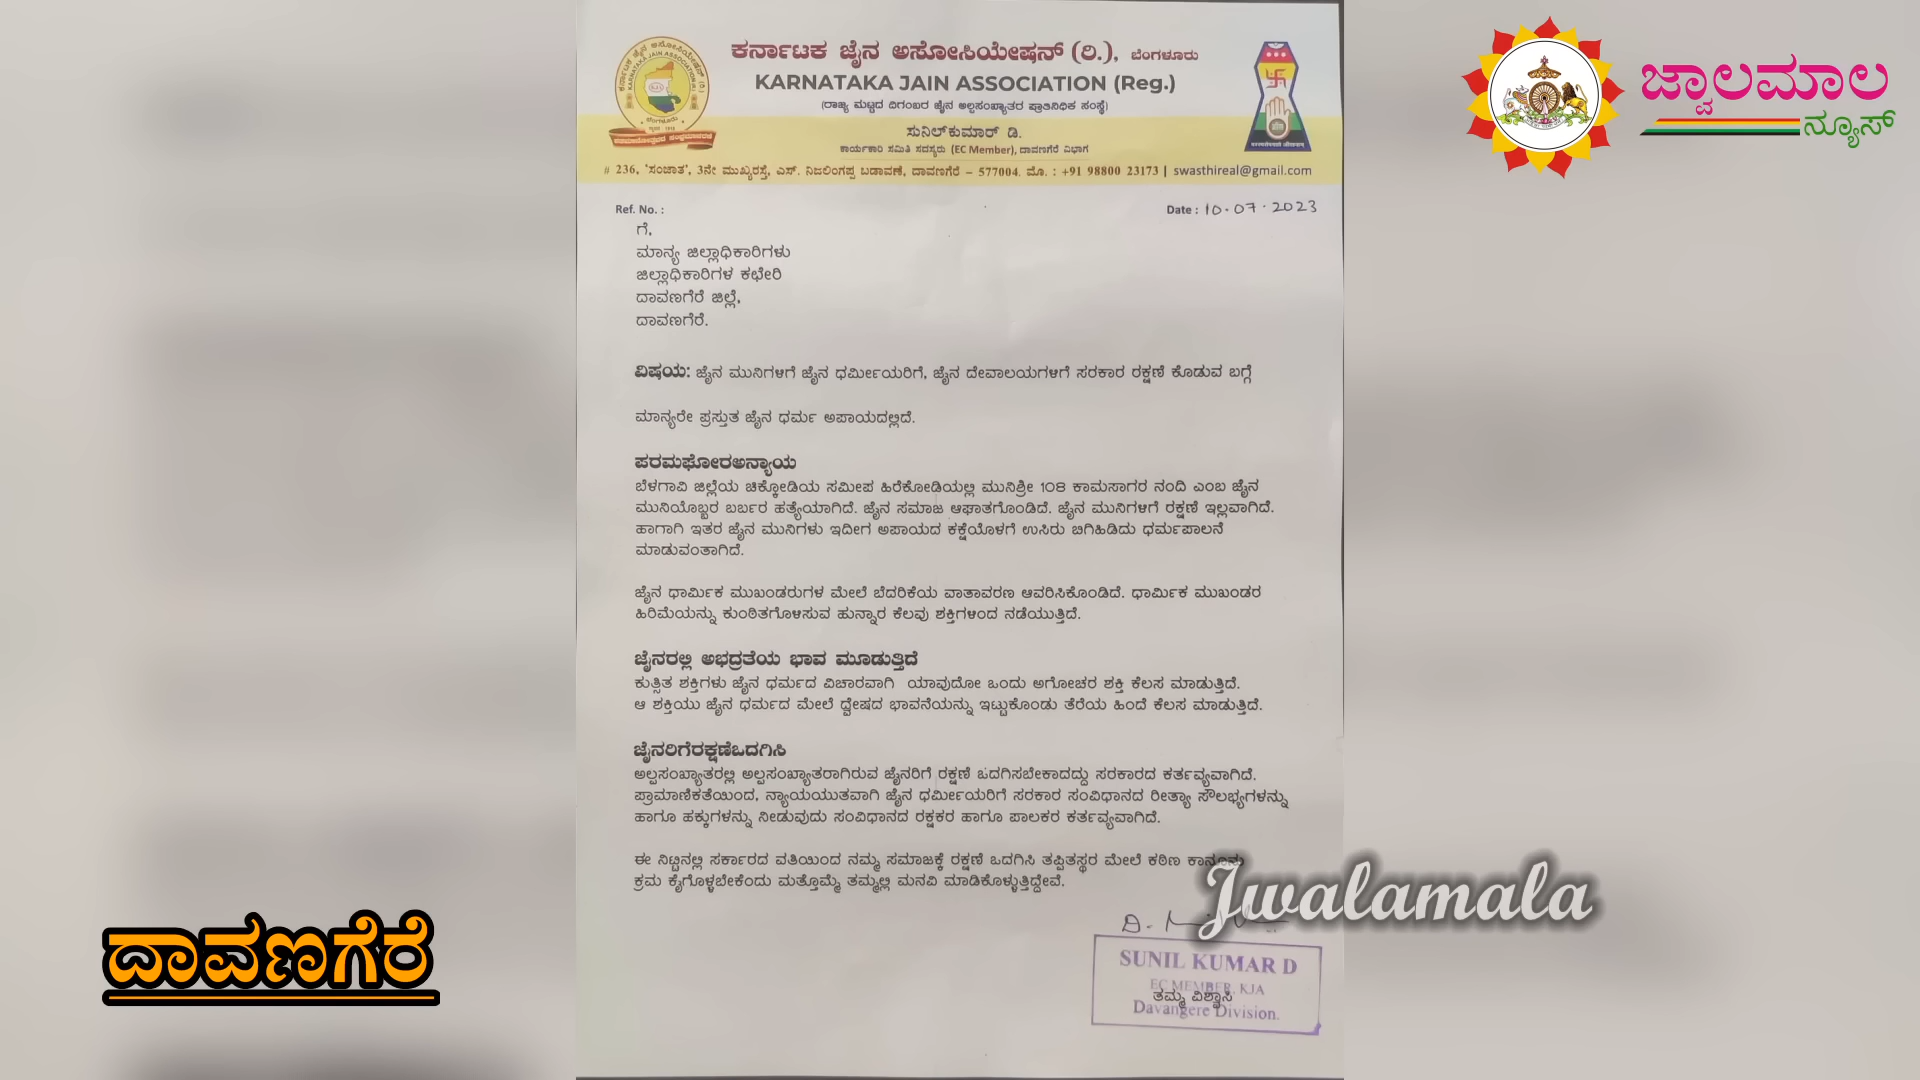 ಕರ್ನಾಟಕ ಜೈನ ಅಸೋಸಿಯೇಷನ್ (ರಿ.), ಬೆಂಗಳೂರು
KARNATAKA JAIN ASSOCIATION (Reg.)
(ರಾಜ್ಯ ಮಟ್ಟದ ದಿಗಂಬರ ಜೈನ ಅಲ್ಪಸಂಖ್ಯಾತರ ಪ್ರಾತಿನಿಧಿಕ ಸಂಸ್ಥೆ)
ಸುನಿಲ್‌ಕುಮಾರ್ ಡಿ.
ಕಾರ್ಯಕಾರಿ ಸಮಿತಿ ಸದಸ್ಯರು (EC Member), ದಾವಣಗೆರೆ ವಿಭಾಗ
# 236, 'ಸಂಜಾತ', 3ನೇ ಮುಖ್ಯರಸ್ತೆ, ಎಸ್. ನಿಜಲಿಂಗಪ್ಪ ಬಡಾವಣೆ, ದಾವಣಗೆರೆ – 577004. ಮೊ. : +91 98800 23173 | swasthireal@gmail.com
ಜ್ವಾಲಮಾಲ
ನ್ಯೂಸ್
Ref. No. :
Date : 10-07-2023
ಗೆ,
ಮಾನ್ಯ ಜಿಲ್ಲಾಧಿಕಾರಿಗಳು
ಜಿಲ್ಲಾಧಿಕಾರಿಗಳ ಕಛೇರಿ
ದಾವಣಗೆರೆ ಜಿಲ್ಲೆ,
ದಾವಣಗೆರೆ.
ವಿಷಯ: ಜೈನ ಮುನಿಗಳಿಗೆ ಜೈನ ಧರ್ಮೀಯರಿಗೆ, ಜೈನ ದೇವಾಲಯಗಳಿಗೆ ಸರಕಾರ ರಕ್ಷಣೆ ಕೊಡುವ ಬಗ್ಗೆ
ಮಾನ್ಯರೇ ಪ್ರಸ್ತುತ ಜೈನ ಧರ್ಮ ಅಪಾಯದಲ್ಲಿದೆ.
ಪರಮಘೋರಅನ್ಯಾಯ
ಬೆಳಗಾವಿ ಜಿಲ್ಲೆಯ ಚಿಕ್ಕೋಡಿಯ ಸಮೀಪ ಹಿರೆಕೋಡಿಯಲ್ಲಿ ಮುನಿಶ್ರೀ 108 ಕಾಮಸಾಗರ ನಂದಿ ಎಂಬ ಜೈನ
ಮುನಿಯೊಬ್ಬರ ಬರ್ಬರ ಹತ್ಯೆಯಾಗಿದೆ. ಜೈನ ಸಮಾಜ ಆಘಾತಗೊಂಡಿದೆ. ಜೈನ ಮುನಿಗಳಿಗೆ ರಕ್ಷಣೆ ಇಲ್ಲವಾಗಿದೆ.
ಹಾಗಾಗಿ ಇತರ ಜೈನ ಮುನಿಗಳು ಇದೀಗ ಅಪಾಯದ ಕಕ್ಷೆಯೊಳಗೆ ಉಸಿರು ಬಿಗಿಹಿಡಿದು ಧರ್ಮಪಾಲನೆ
ಮಾಡುವಂತಾಗಿದೆ.
ಜೈನ ಧಾರ್ಮಿಕ ಮುಖಂಡರುಗಳ ಮೇಲೆ ಬೆದರಿಕೆಯ ವಾತಾವರಣ ಆವರಿಸಿಕೊಂಡಿದೆ. ಧಾರ್ಮಿಕ ಮುಖಂಡರ
ಹಿರಿಮೆಯನ್ನು ಕುಂಠಿತಗೊಳಿಸುವ ಹುನ್ನಾರ ಕೆಲವು ಶಕ್ತಿಗಳಿಂದ ನಡೆಯುತ್ತಿದೆ.
ಜೈನರಲ್ಲಿ ಅಭದ್ರತೆಯ ಭಾವ ಮೂಡುತ್ತಿದೆ
ಕುತ್ಸಿತ ಶಕ್ತಿಗಳು ಜೈನ ಧರ್ಮದ ವಿಚಾರವಾಗಿ ಯಾವುದೋ ಒಂದು ಅಗೋಚರ ಶಕ್ತಿ ಕೆಲಸ ಮಾಡುತ್ತಿದೆ.
ಆ ಶಕ್ತಿಯು ಜೈನ ಧರ್ಮದ ಮೇಲೆ ದ್ವೇಷದ ಭಾವನೆಯನ್ನು ಇಟ್ಟುಕೊಂಡು ತೆರೆಯ ಹಿಂದೆ ಕೆಲಸ ಮಾಡುತ್ತಿದೆ.
ಜೈನರಿಗೆರಕ್ಷಣೆಒದಗಿಸಿ
ಅಲ್ಪಸಂಖ್ಯಾತರಲ್ಲಿ ಅಲ್ಪಸಂಖ್ಯಾತರಾಗಿರುವ ಜೈನರಿಗೆ ರಕ್ಷಣೆ ಒದಗಿಸಬೇಕಾದದ್ದು ಸರಕಾರದ ಕರ್ತವ್ಯವಾಗಿದೆ.
ಪ್ರಾಮಾಣಿಕತೆಯಿಂದ, ನ್ಯಾಯಯುತವಾಗಿ ಜೈನ ಧರ್ಮೀಯರಿಗೆ ಸರಕಾರ ಸಂವಿಧಾನದ ರೀತ್ಯಾ ಸೌಲಭ್ಯಗಳನ್ನು
ಹಾಗೂ ಹಕ್ಕುಗಳನ್ನು ನೀಡುವುದು ಸಂವಿಧಾನದ ರಕ್ಷಕರ ಹಾಗೂ ಪಾಲಕರ ಕರ್ತವ್ಯವಾಗಿದೆ.
ಈ ನಿಟ್ಟಿನಲ್ಲಿ ಸರ್ಕಾರದ ವತಿಯಿಂದ ನಮ್ಮ ಸಮಾಜಕ್ಕೆ ರಕ್ಷಣೆ ಒದಗಿಸಿ ತಪ್ಪಿತಸ್ಥರ ಮೇಲೆ ಕಠಿಣ ಕಾನೂನು
ಕ್ರಮ ಕೈಗೊಳ್ಳಬೇಕೆಂದು ಮತ್ತೊಮ್ಮೆ ತಮ್ಮಲ್ಲಿ ಮನವಿ ಮಾಡಿಕೊಳ್ಳುತ್ತಿದ್ದೇವೆ.
Jwalamala
SUNIL KUMAR D
EC MEMBER, KJA
ತಮ್ಮ ವಿಶ್ವಾಸಿ
Davangere Division.
ದಾವಣಗೆರೆ